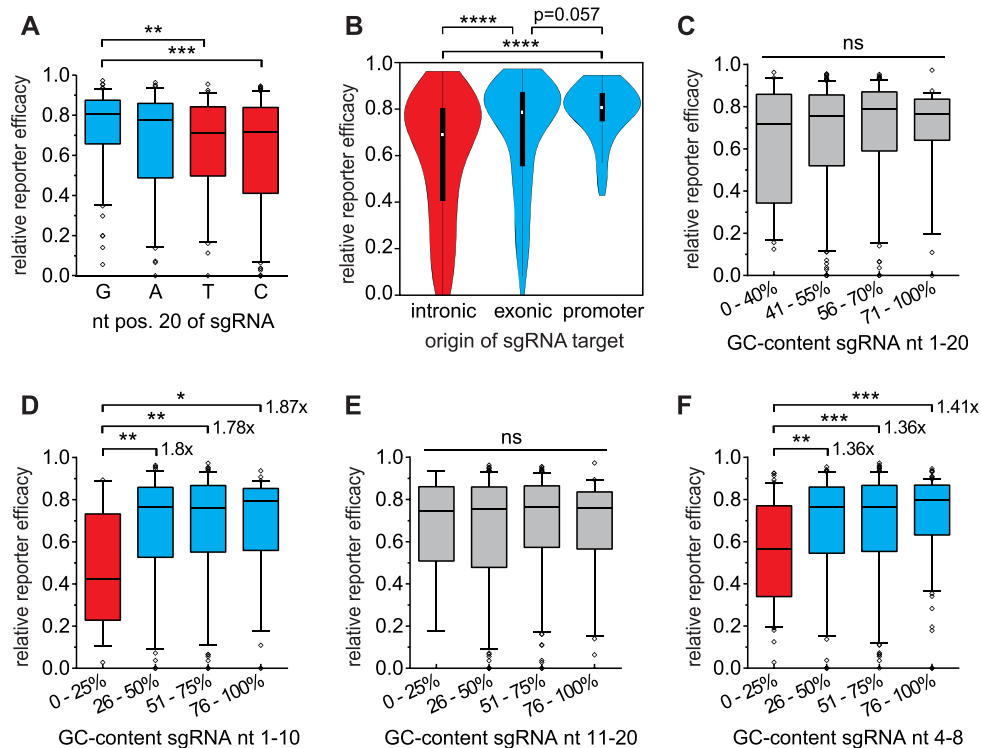 A
**
***
relative reporter efficacy
1.0
0.8
0.6
0.4
0.2
0.0
G A T C
nt pos. 20 of sgRNA
B
**** p=0.057
****
relative reporter efficacy
1.0
0.8
0.6
0.4
0.2
0.0
intronic exonic promoter
origin of sgRNA target
C
ns
relative reporter efficacy
1.0
0.8
0.6
0.4
0.2
0.0
0 - 40% 41 - 55% 56 - 70% 71 - 100%
GC-content sgRNA nt 1-20
D
* 1.87x
** 1.78x
** 1.8x
relative reporter efficacy
1.0
0.8
0.6
0.4
0.2
0.0
0 - 25% 26 - 50% 51 - 75% 76 - 100%
GC-content sgRNA nt 1-10
E
ns
relative reporter efficacy
1.0
0.8
0.6
0.4
0.2
0.0
0 - 25% 26 - 50% 51 - 75% 76 - 100%
GC-content sgRNA nt 11-20
F
*** 1.41x
*** 1.36x
** 1.36x
relative reporter efficacy
1.0
0.8
0.6
0.4
0.2
0.0
0 - 25% 26 - 50% 51 - 75% 76 - 100%
GC-content sgRNA nt 4-8